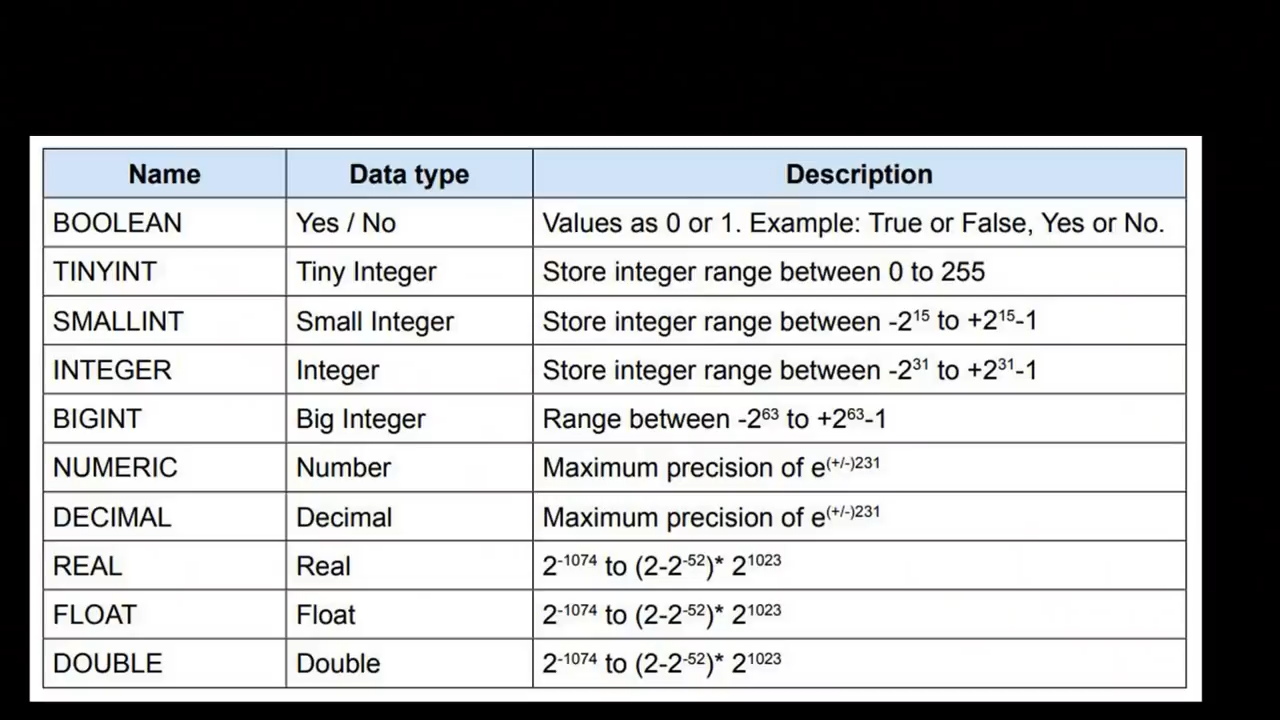 Name Data type Description
BOOLEAN Yes / No Values as 0 or 1. Example: True or False, Yes or No.
TINYINT Tiny Integer Store integer range between 0 to 255
SMALLINT Small Integer Store integer range between -2¹⁵ to +2¹⁵-1
INTEGER Integer Store integer range between -2³¹ to +2³¹-1
BIGINT Big Integer Range between -2⁶³ to +2⁶³-1
NUMERIC Number Maximum precision of e⁽⁺/⁻⁾²³¹
DECIMAL Decimal Maximum precision of e⁽⁺/⁻⁾²³¹
REAL Real 2⁻¹⁰⁷⁴ to (2-2⁻⁵²)* 2¹⁰²³
FLOAT Float 2⁻¹⁰⁷⁴ to (2-2⁻⁵²)* 2¹⁰²³
DOUBLE Double 2⁻¹⁰⁷⁴ to (2-2⁻⁵²)* 2¹⁰²³